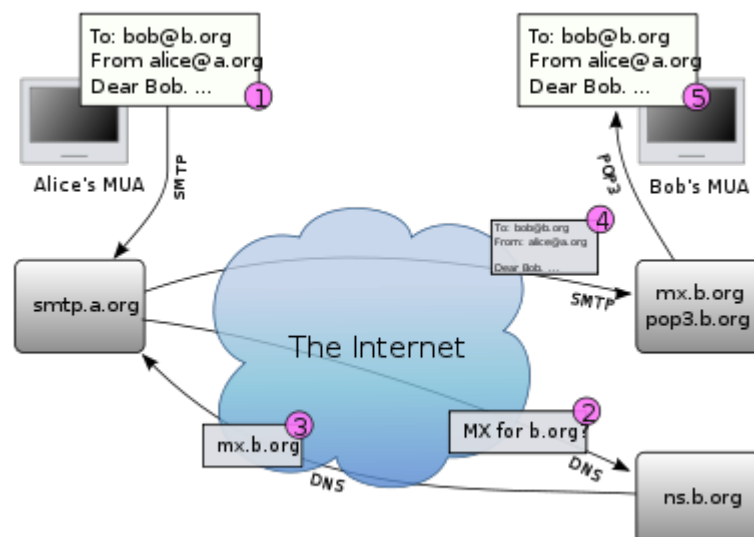 To: bob@b.org
From alice@a.org
Dear Bob. ...
1
Alice's MUA
SMTP
To: bob@b.org
From alice@a.org
Dear Bob. ...
5
Bob's MUA
POP3
To: bob@b.org
From: alice@a.org
Dear Bob. ...
4
SMTP
smtp.a.org
mx.b.org
pop3.b.org
The Internet
mx.b.org
3
DNS
MX for b.org?
2
DNS
ns.b.org